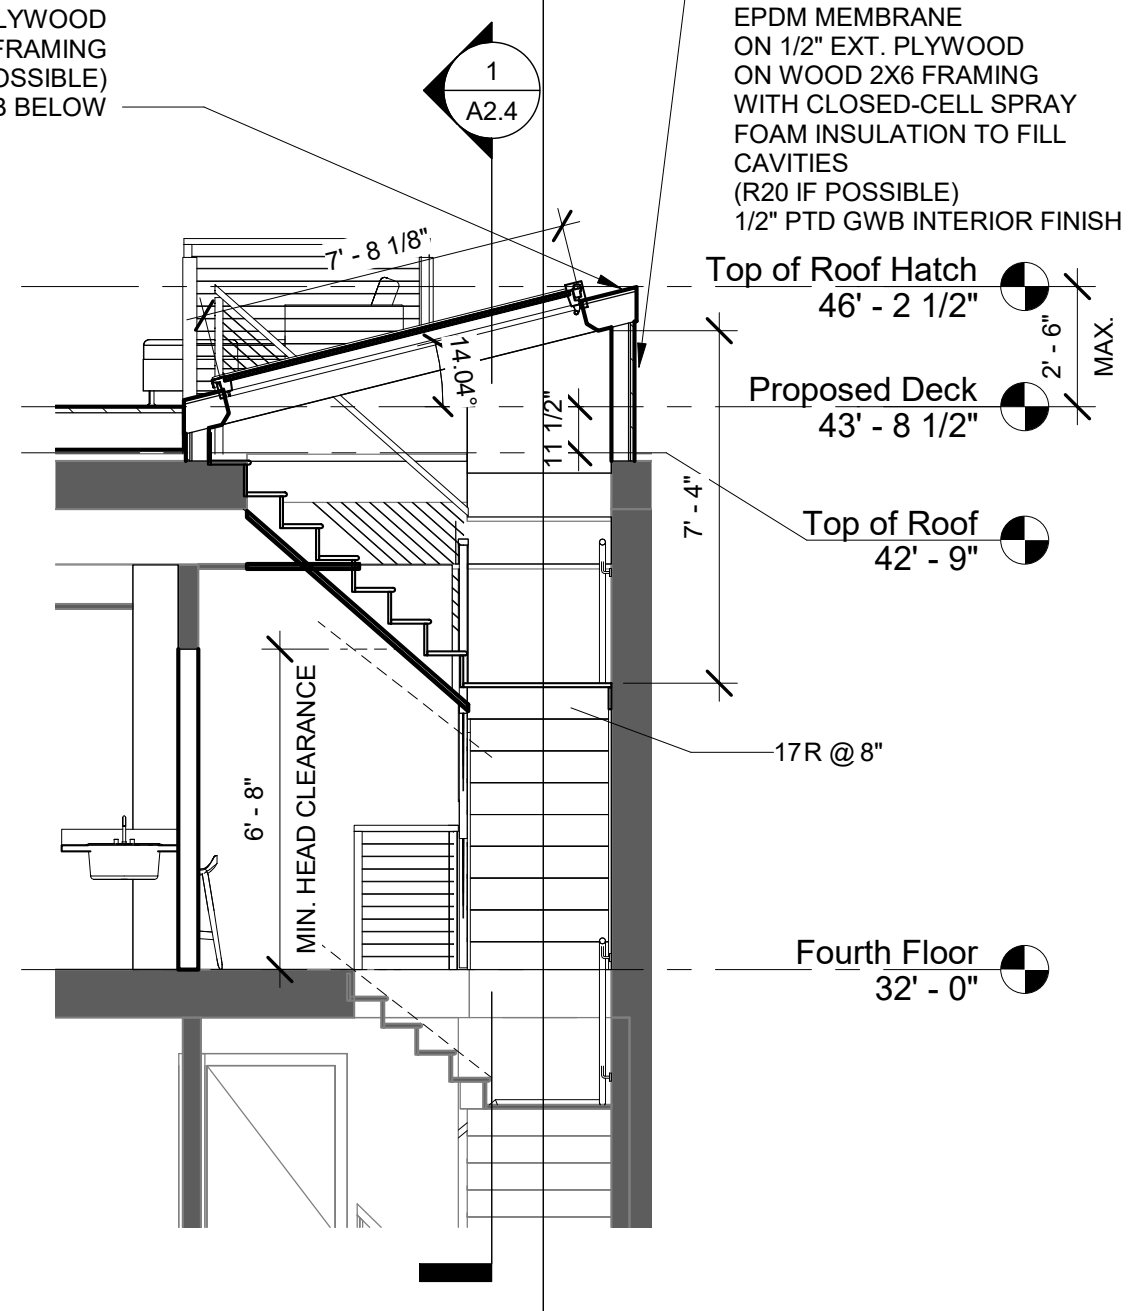 PLYWOOD
FRAMING
BELOW
1
A2.4
EPDM MEMBRANE
ON 1/2" EXT. PLYWOOD
ON WOOD 2X6 FRAMING
WITH CLOSED-CELL SPRAY
FOAM INSULATION TO FILL
CAVITIES
(R20 IF POSSIBLE)
1/2" PTD GWB INTERIOR FINISH
7' - 8 1/8"
14.04°
11 1/2"
7' - 4"
Top of Roof Hatch
46' - 2 1/2"
2' - 6"
MAX.
Proposed Deck
43' - 8 1/2"
Top of Roof
42' - 9"
17R @ 8"
6' - 8"
MIN. HEAD CLEARANCE
Fourth Floor
32' - 0"